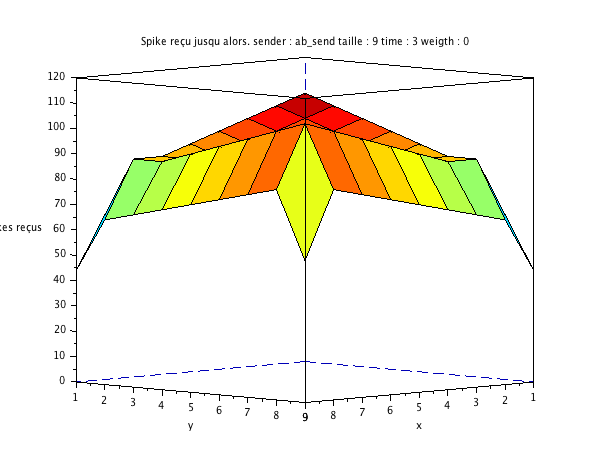 Spike reçu jusqu alors. sender : ab_send taille : 9 time : 3 weigth : 0
120
110
100
90
80
70
60
50
40
30
20
10
0
reçus
1 2 3 4 5 6 7 8 9 5 4 3 2 1
8 7 6
y x